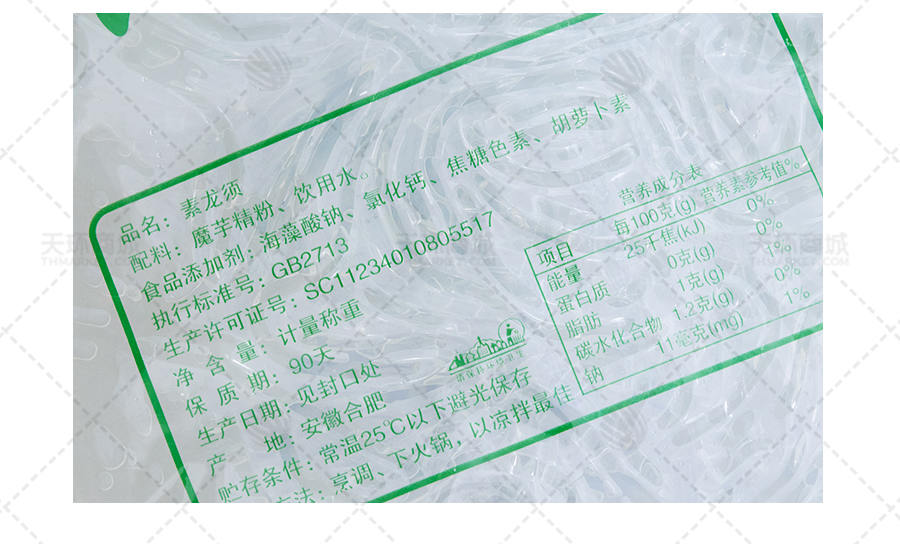 品名：素龙须
配料：魔芋精粉、饮用水。
食品添加剂：海藻酸钠、氯化钙、焦糖色素、胡萝卜素
执行标准号：GB2713
生产许可证号：SC11234010805517
净 含 量：计量称重
保 质 期：90天
生产日期：见封口处
产 地：安徽合肥
贮存条件：常温25℃以下避光保存
方法：烹调、下火锅，以凉拌最佳
营养成分表
项目 每100克(g) 营养素参考值%
能量 25千焦(kJ) 0%
蛋白质 0克(g) 0%
脂肪 1克(g) 1%
碳水化合物 1.2克(g) 0%
钠 11毫克(mg) 1%
天环商城
THMARKET.COM